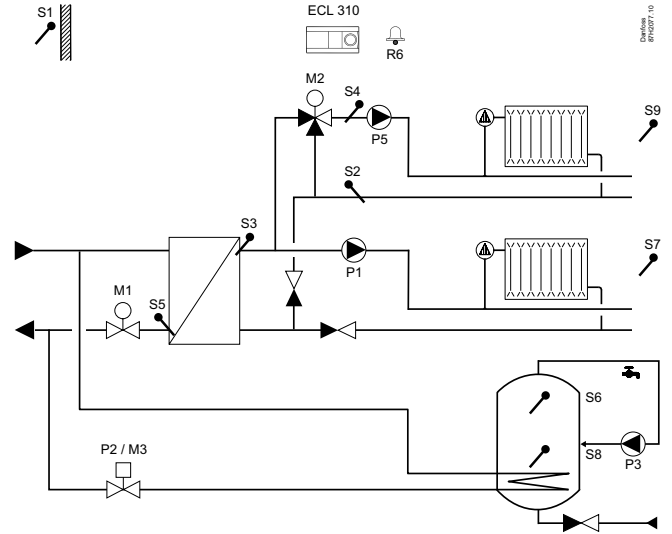 S1
ECL 310
R6
Danfoss
87H2077.10
M2
S4
P5
S9
S2
S3
P1
S7
M1
S5
S6
P2 / M3
S8
P3